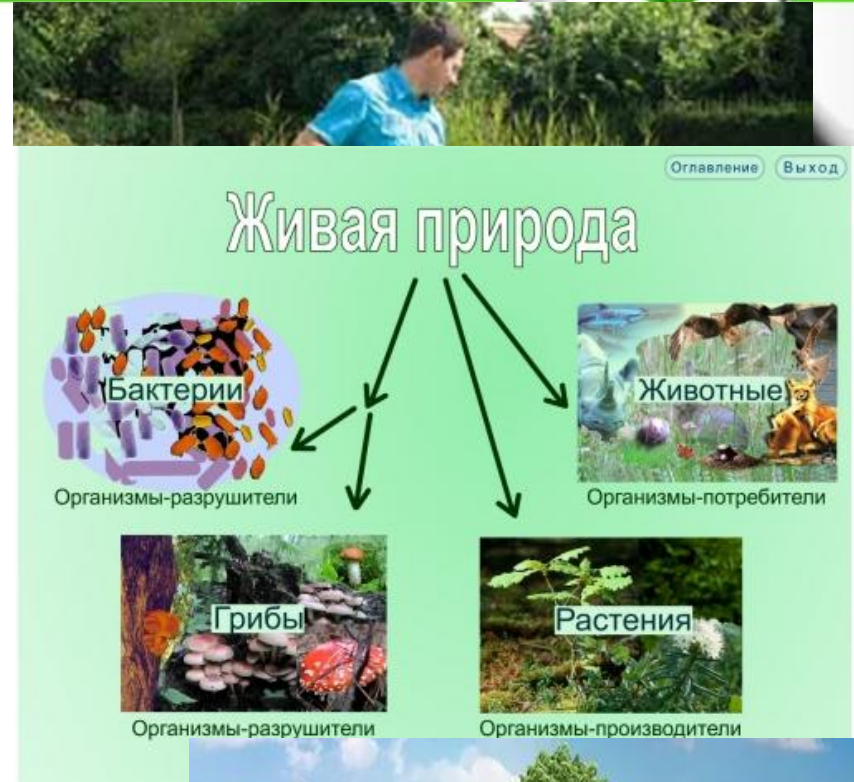 Оглавление Выход
Живая природа
Бактерии
Животные
Организмы-разрушители
Организмы-потребители
Грибы
Растения
Организмы-разрушители
Организмы-производители